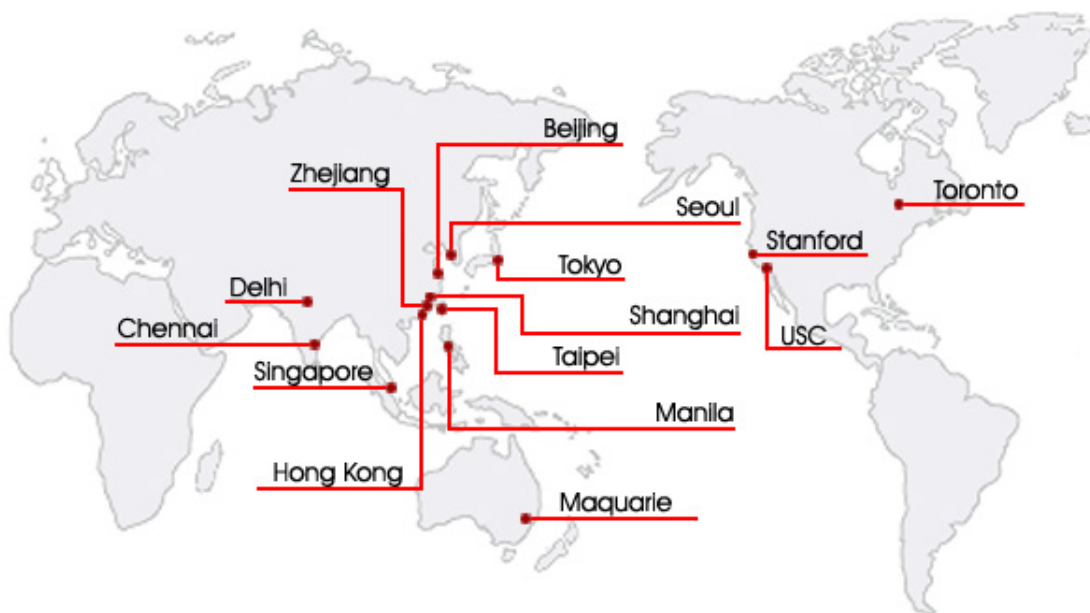 Beijing
Zhejiang
Toronto
Seoul
Stanford
Tokyo
Delhi
Shanghai
Chennai
USC
Taipei
Singapore
Manila
Hong Kong
Maquarie